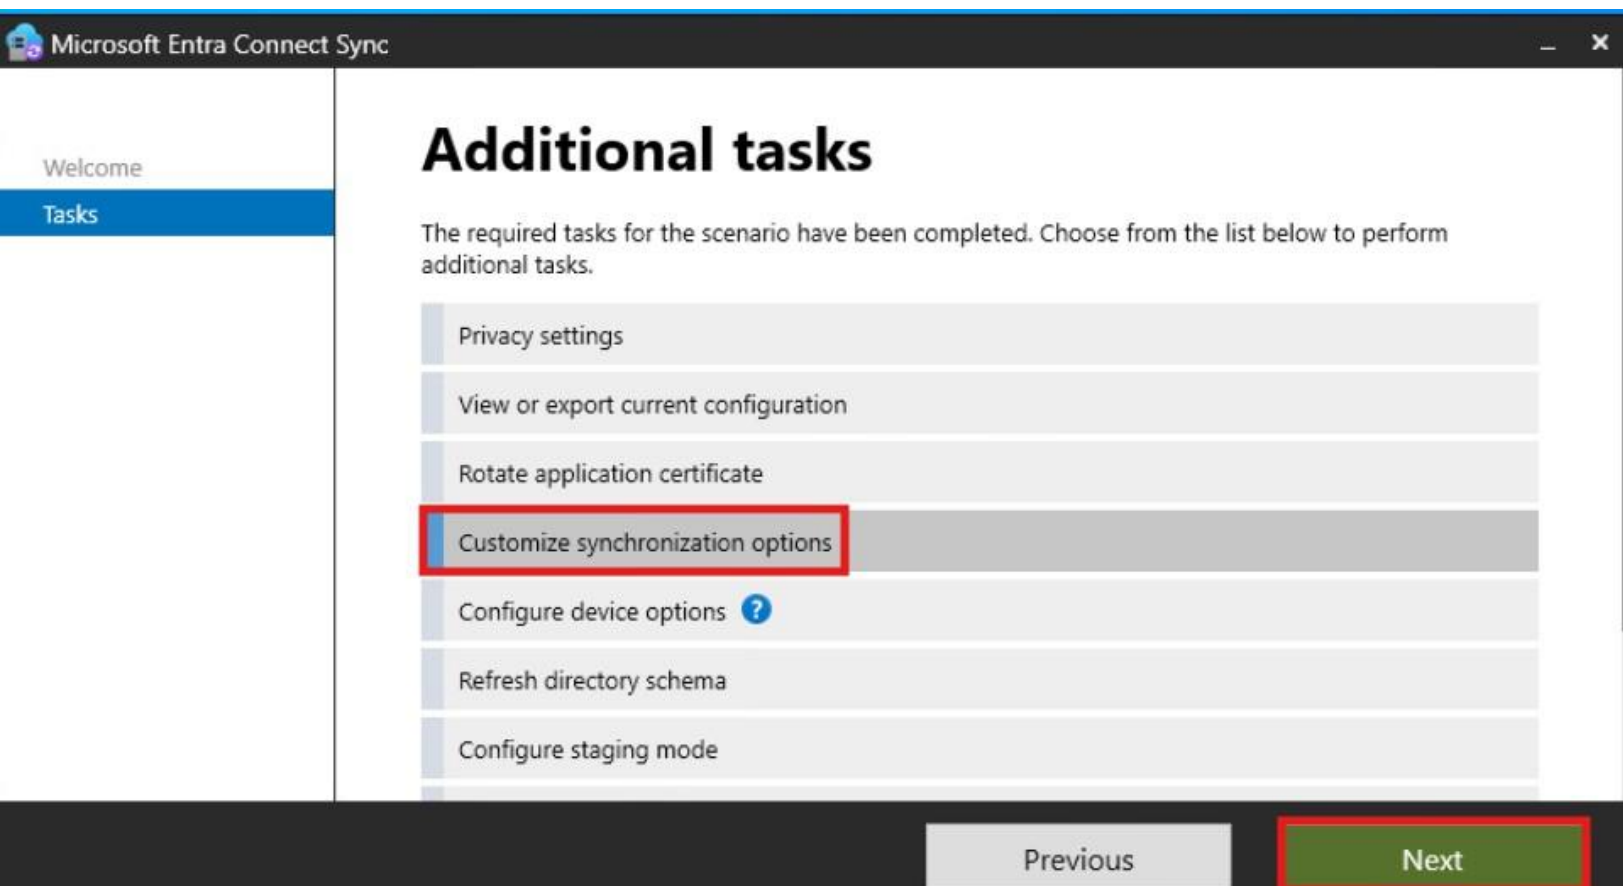 Microsoft Entra Connect Sync
Welcome
Tasks
Additional tasks
The required tasks for the scenario have been completed. Choose from the list below to perform
additional tasks.
Privacy settings
View or export current configuration
Rotate application certificate
Customize synchronization options
Configure device options ?
Refresh directory schema
Configure staging mode
Previous
Next